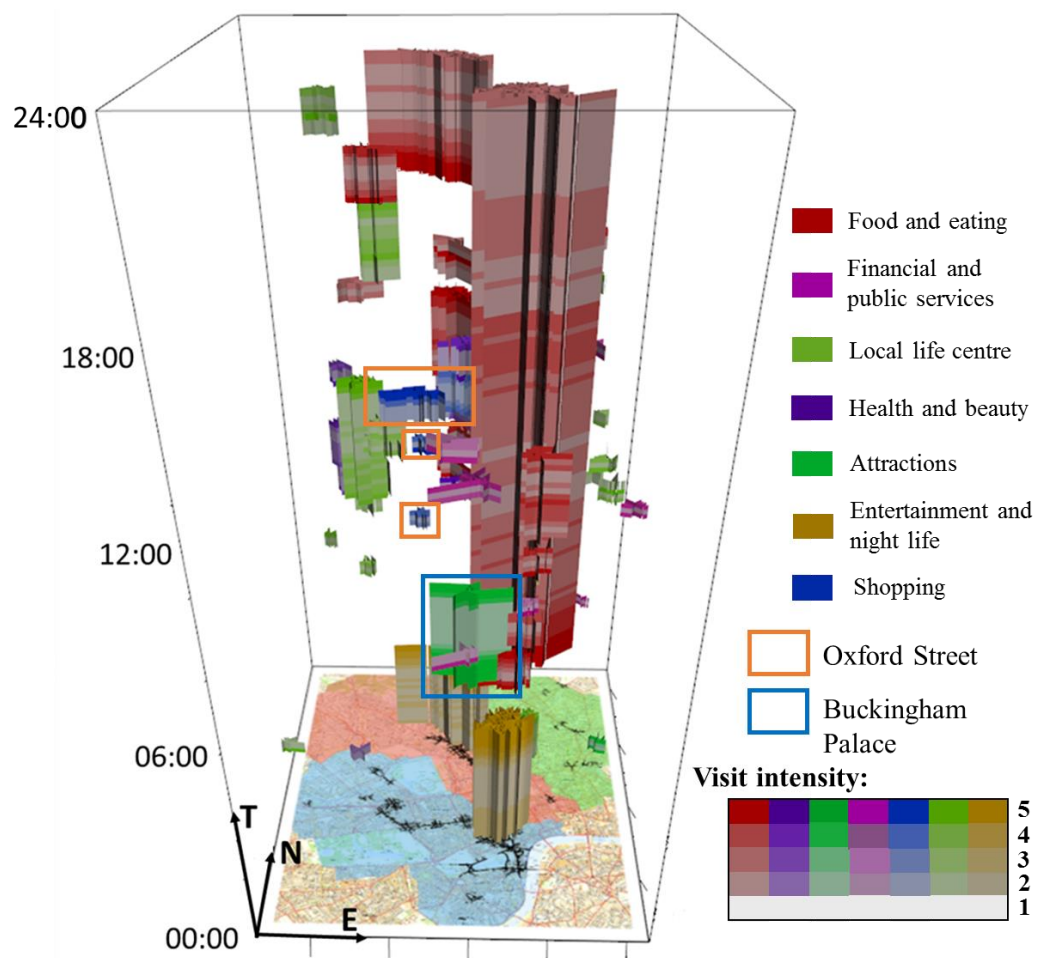 24:00
18:00
12:00
06:00
00:00
T
N
E
Food and eating
Financial and
public services
Local life centre
Health and beauty
Attractions
Entertainment and
night life
Shopping
Oxford Street
Buckingham
Palace
Visit intensity:
5
4
3
2
1